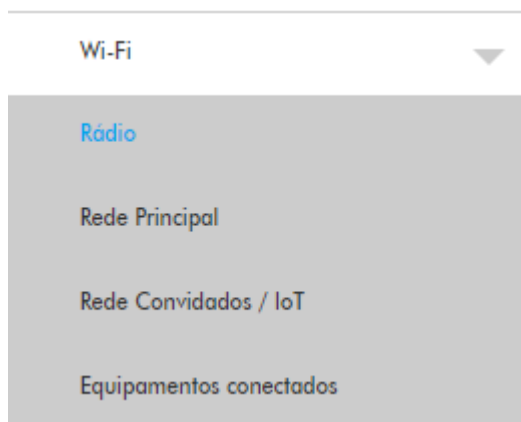 Wi-Fi
Rádio
Rede Principal
Rede Convidados / IoT
Equipamentos conectados